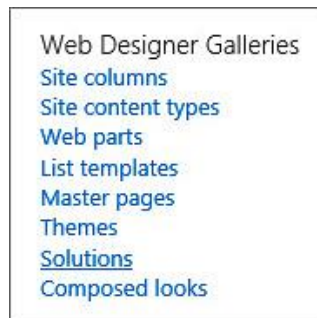 Web Designer Galleries
Site columns
Site content types
Web parts
List templates
Master pages
Themes
Solutions
Composed looks